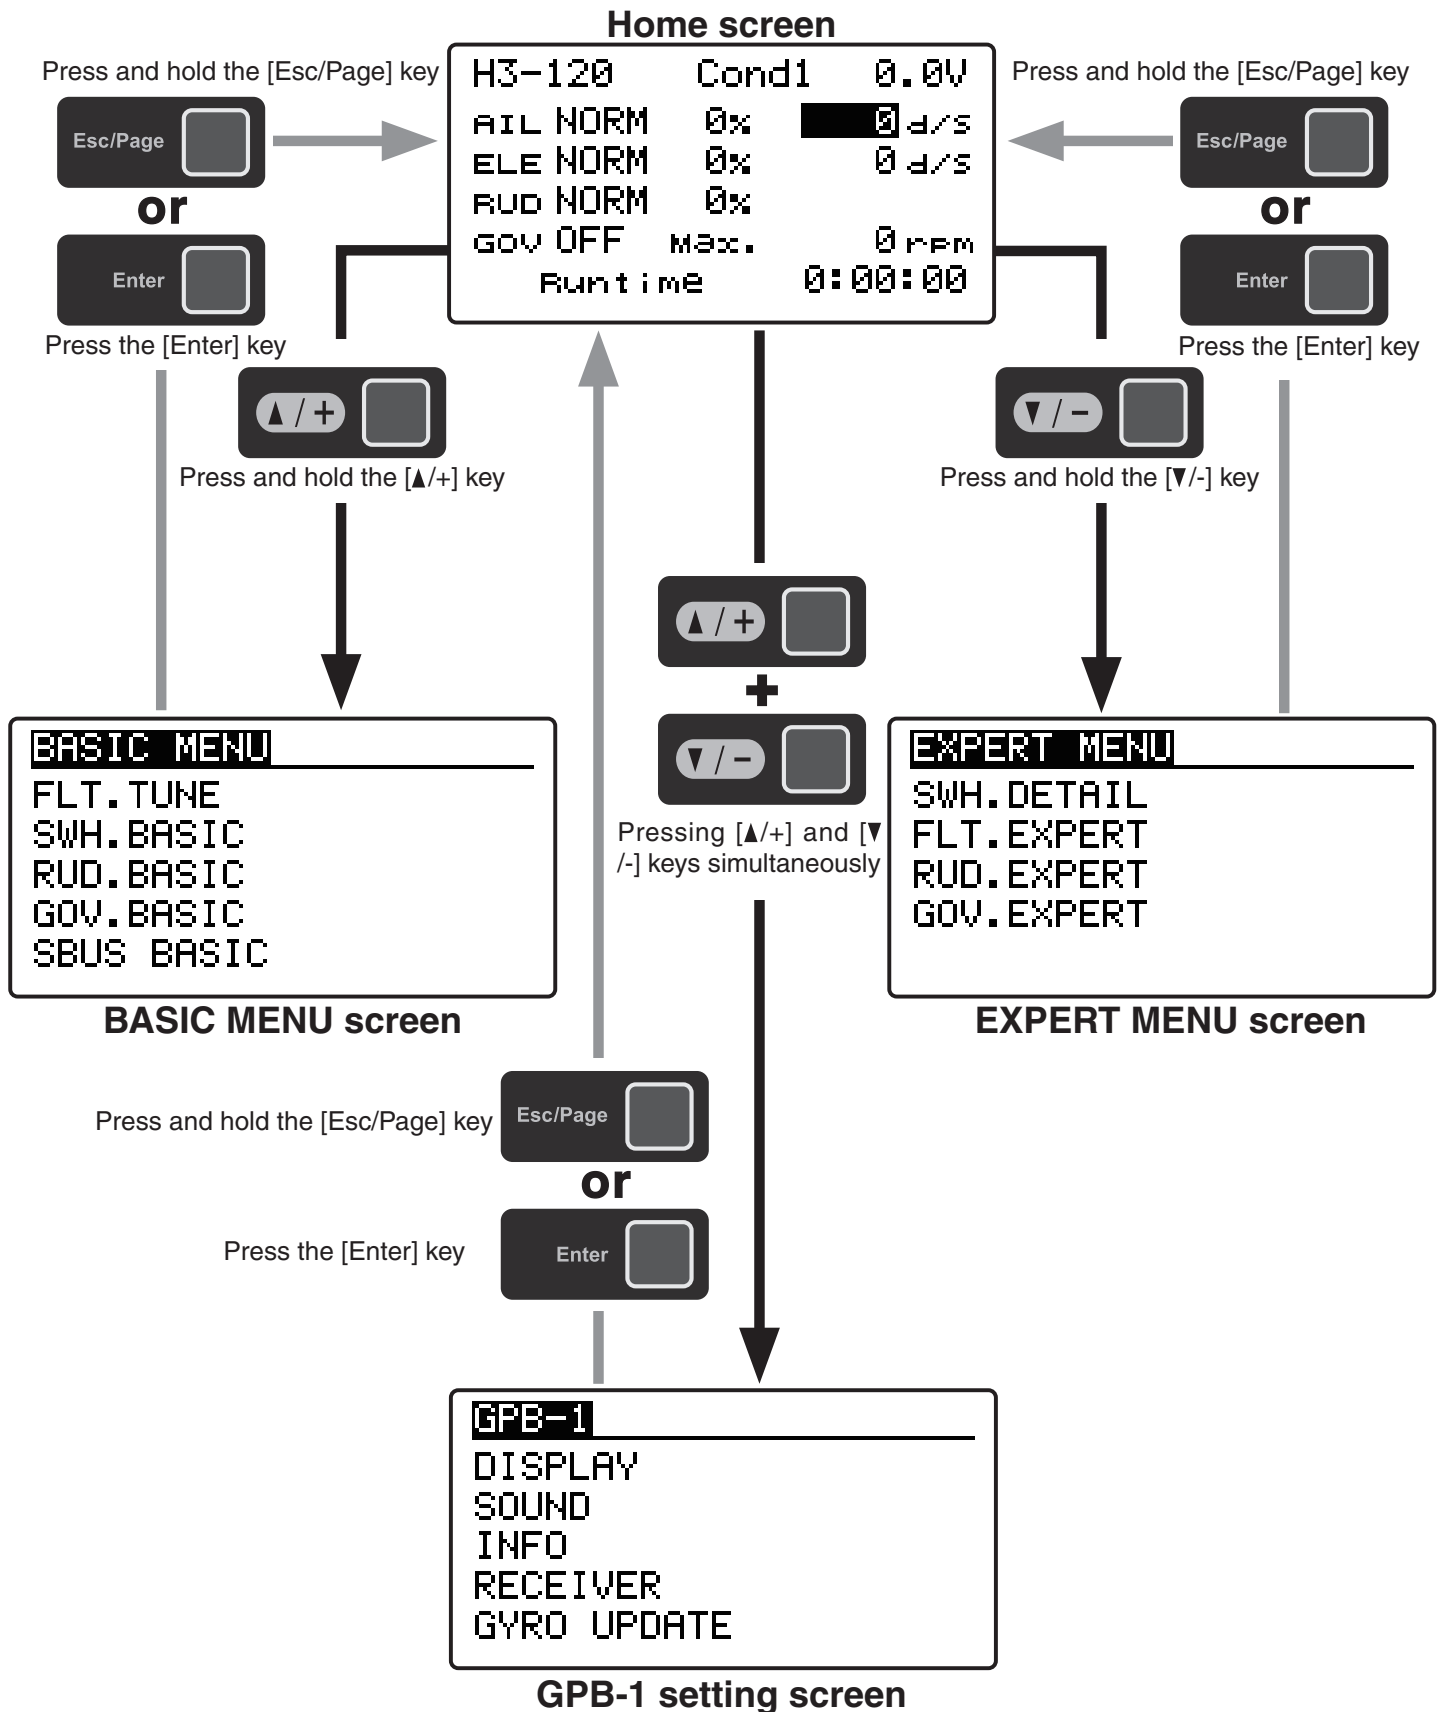 Home screen
H3-120 Cond1 0.0V
AIL NORM 0% 0 d/s
ELE NORM 0% 0 d/s
RUD NORM 0%
GOV OFF Max. 0 rpm
Runtime 0:00:00
Press and hold the [Esc/Page] key
Esc/Page
or
Enter
Press the [Enter] key
Press and hold the [Esc/Page] key
Esc/Page
or
Enter
Press the [Enter] key
▲/+
Press and hold the [▲/+] key
▼/-
Press and hold the [▼/-] key
▲/+
+
▼/-
Pressing [▲/+] and [▼
/-] keys simultaneously
BASIC MENU
FLT.TUNE
SWH.BASIC
RUD.BASIC
GOV.BASIC
SBUS BASIC
BASIC MENU screen
EXPERT MENU
SWH.DETAIL
FLT.EXPERT
RUD.EXPERT
GOV.EXPERT
EXPERT MENU screen
Press and hold the [Esc/Page] key
Esc/Page
or
Press the [Enter] key
Enter
GPB-1
DISPLAY
SOUND
INFO
RECEIVER
GYRO UPDATE
GPB-1 setting screen